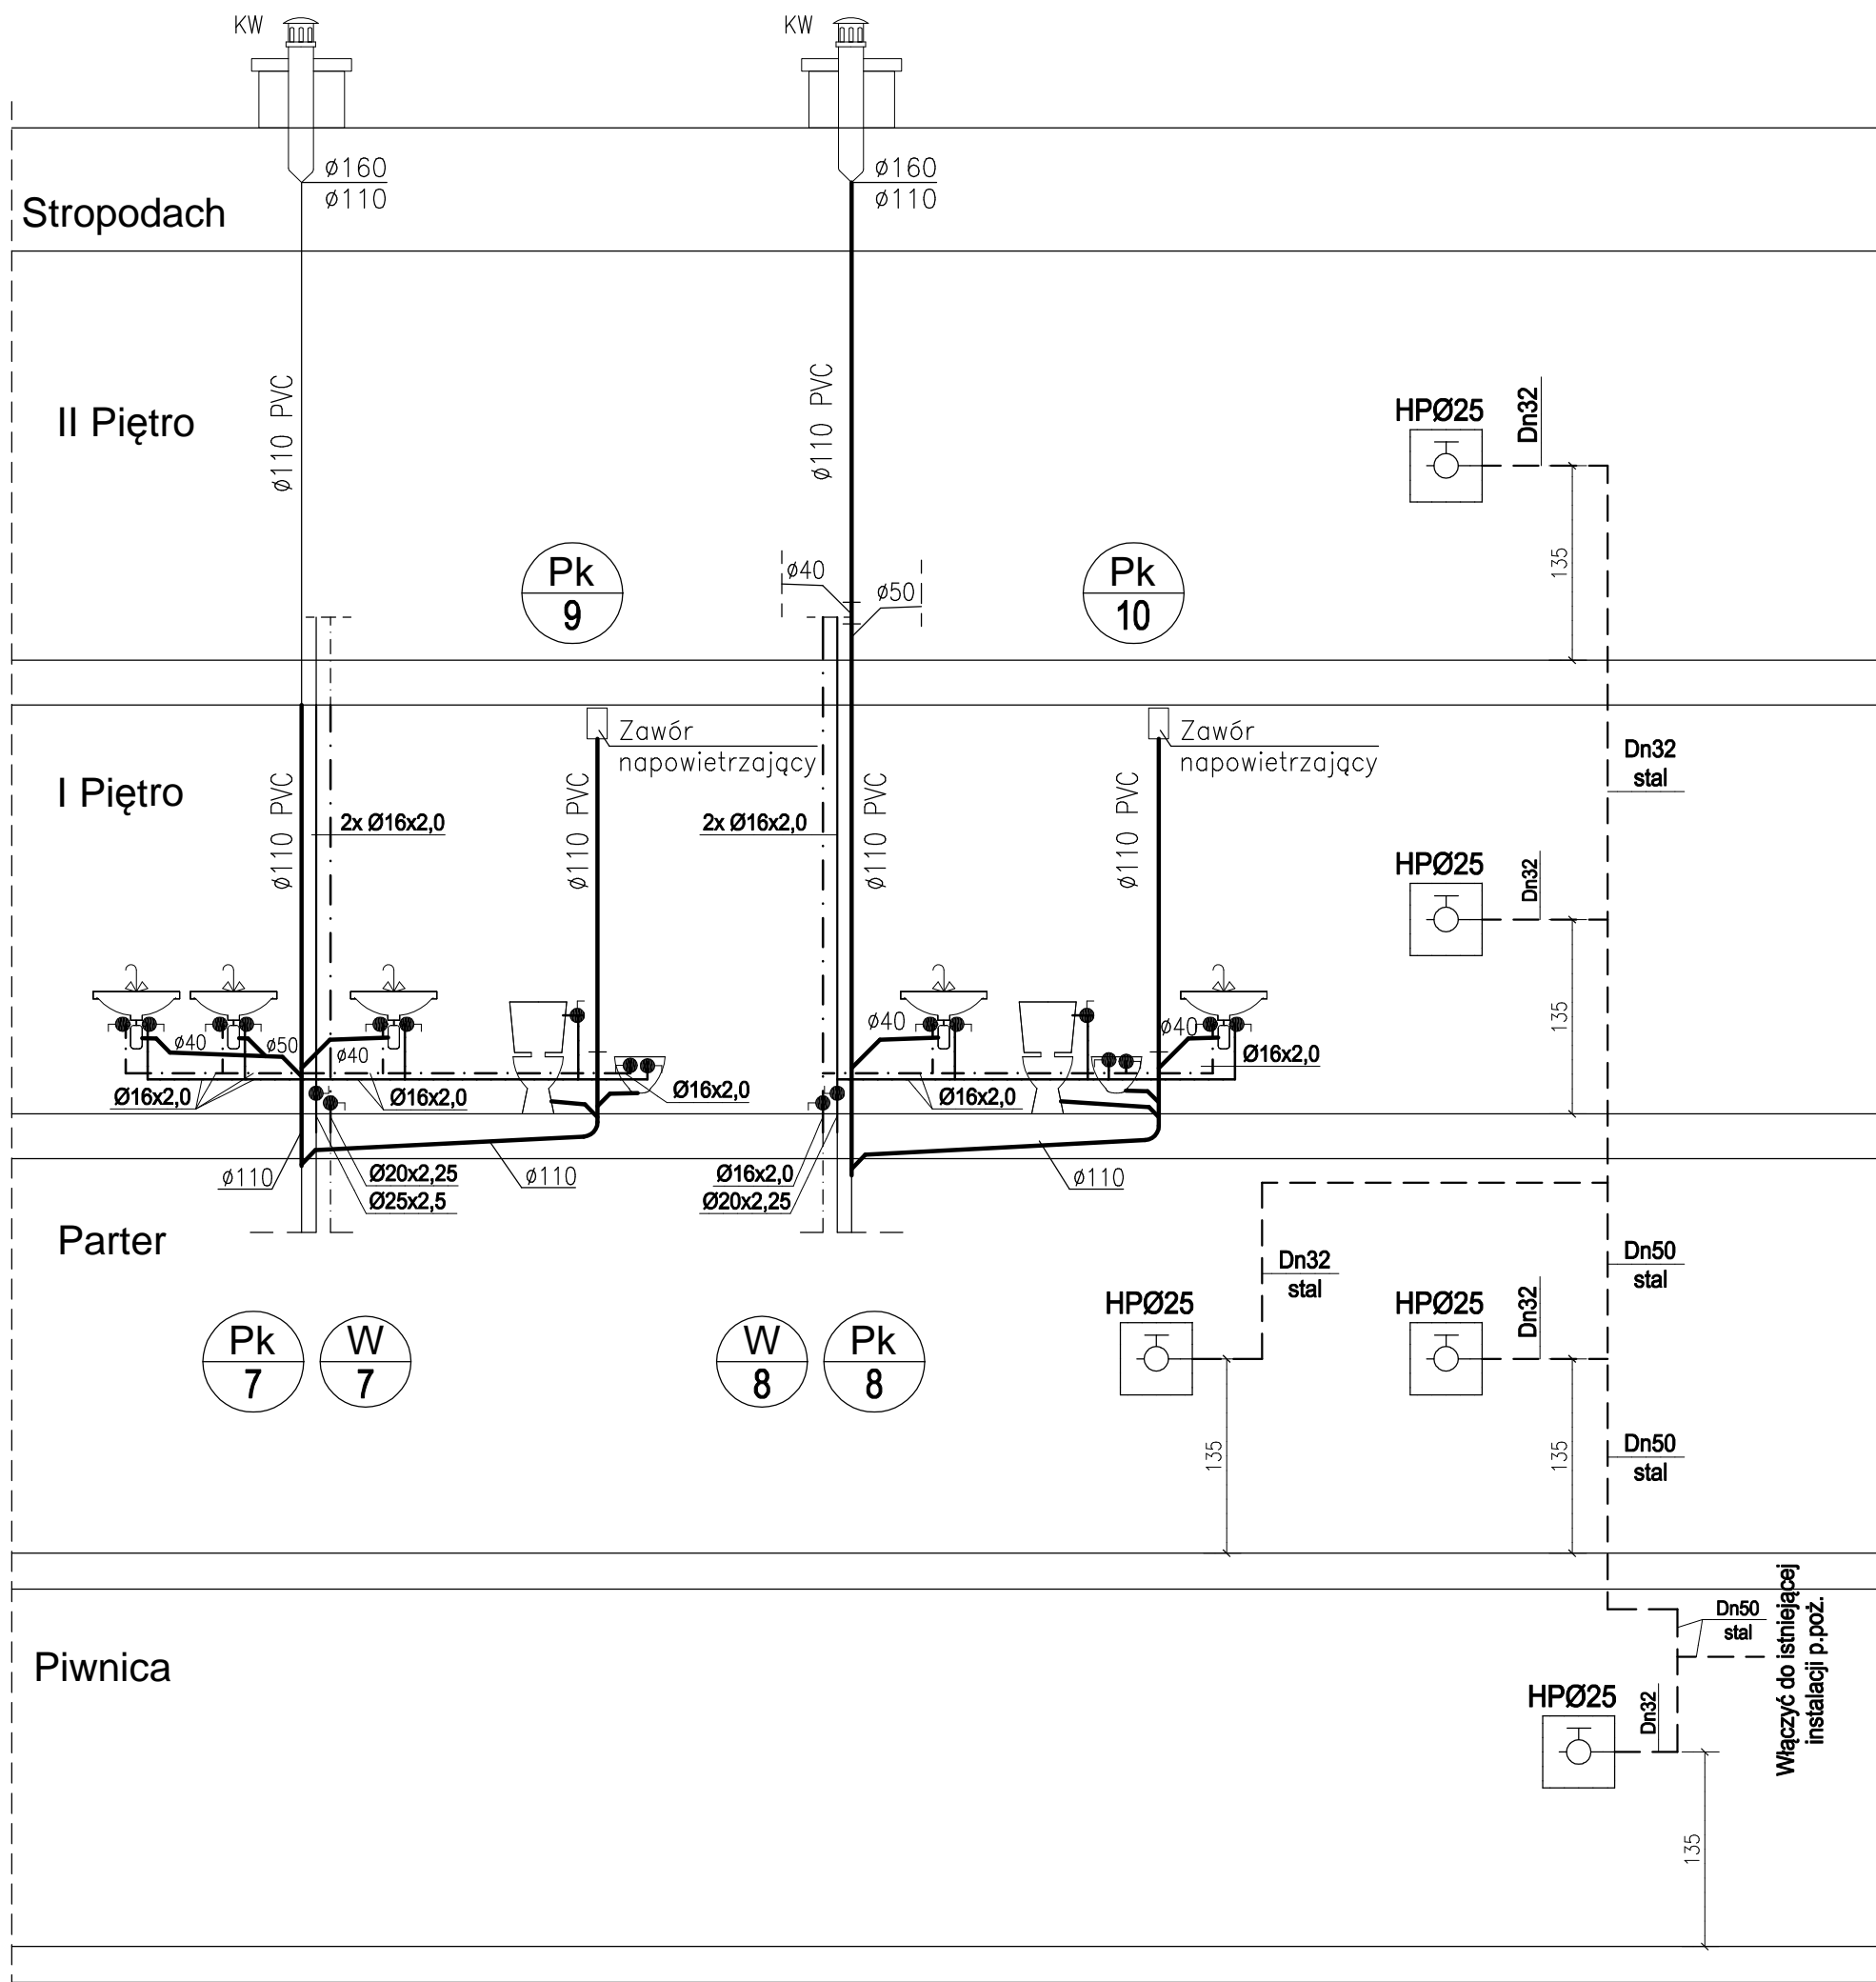 KW
KW
ø160
ø110
ø160
ø110
Stropodach
ø110 PVC
ø110 PVC
II Piętro
HPØ25
Dn32
135
Pk
9
ø40
ø50
Pk
10
Zawór
napowietrzający
Zawór
napowietrzający
Dn32
stal
I Piętro
ø110 PVC
2x Ø16x2,0
ø110 PVC
2x Ø16x2,0
ø110 PVC
ø110 PVC
HPØ25
Dn32
135
ø40
ø50
ø40
ø40
ø40
Ø16x2,0
Ø16x2,0
Ø16x2,0
Ø16x2,0
Ø16x2,0
ø110
Ø20x2,25
Ø25x2,5
ø110
Ø16x2,0
Ø20x2,25
ø110
Parter
Dn32
stal
Dn50
stal
HPØ25
HPØ25
Dn32
Pk
7
W
7
W
8
Pk
8
135
135
Dn50
stal
Piwnica
Dn50
stal
Włączyć do istniejącej
instalacji p.poż.
HPØ25
Dn32
135